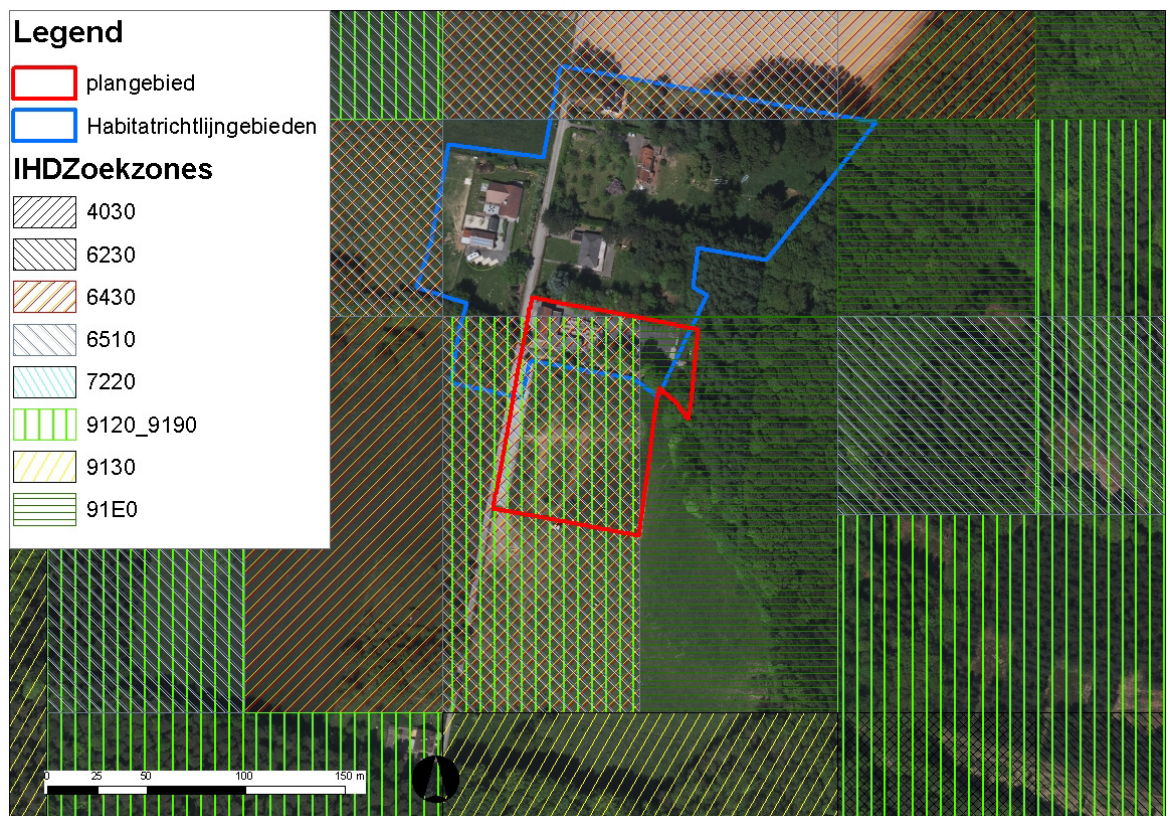 Legend
plangebied
Habitatrichtlijngebieden
IHDZoekzones
4030
6230
6430
6510
7220
9120_9190
9130
91E0
0 25 50 100 150 m